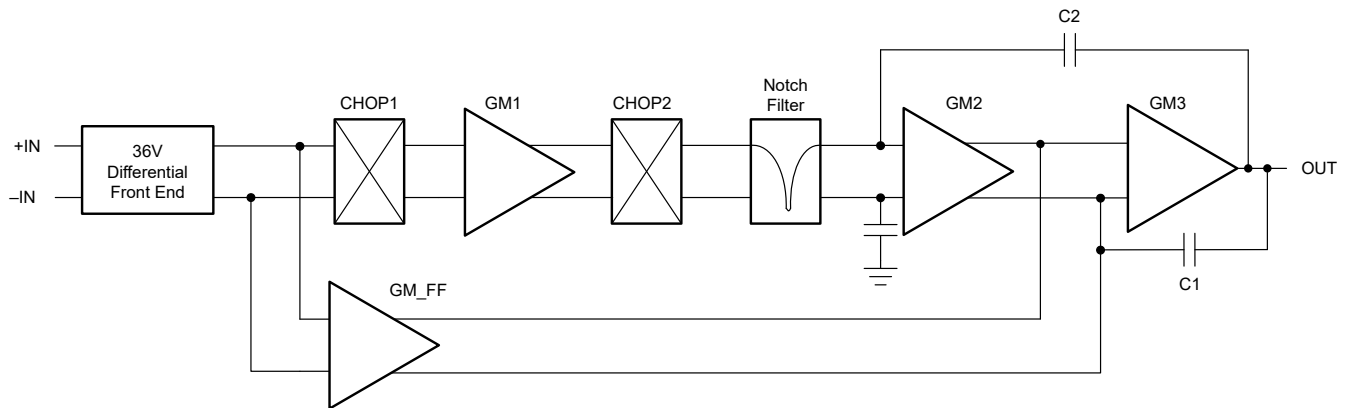 C2
CHOP1
GM1
CHOP2
Notch
Filter
GM2
GM3
+IN
–IN
36V
Differential
Front End
OUT
GM_FF
C1